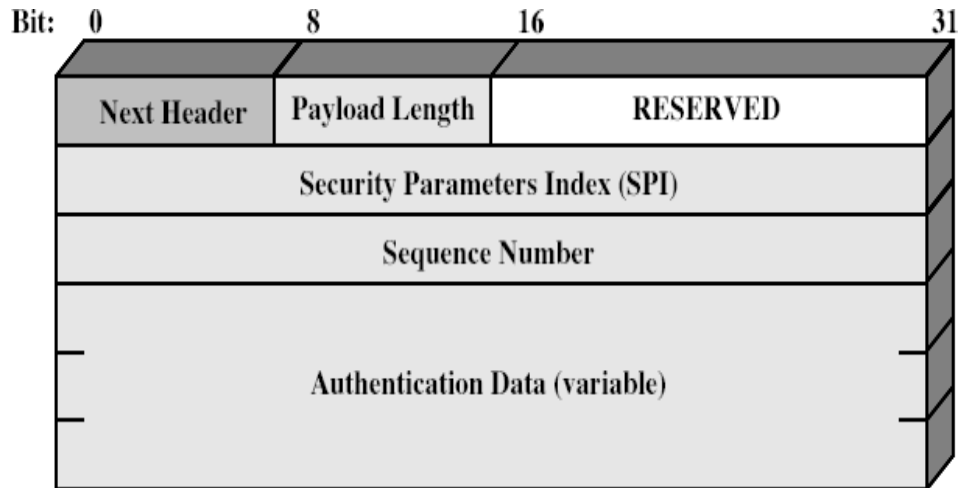 Bit: 0 8 16 31
Next Header Payload Length RESERVED
Security Parameters Index (SPI)
Sequence Number
Authentication Data (variable)